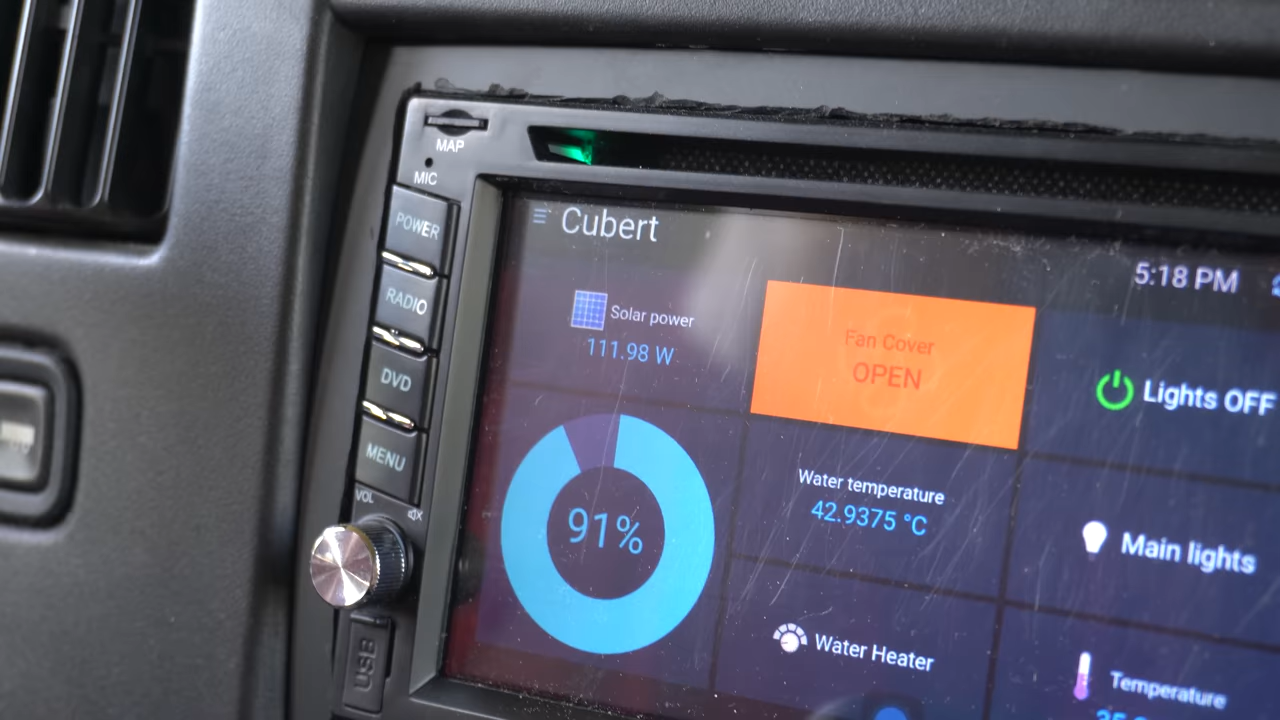 MAP
MIC
POWER
RADIO
DVD
MENU
VOL
USB
Cubert
5:18 PM
Solar power
111.98 W
Fan Cover
OPEN
Lights OFF
91%
Water temperature
42.9375 °C
Main lights
Water Heater
Temperature